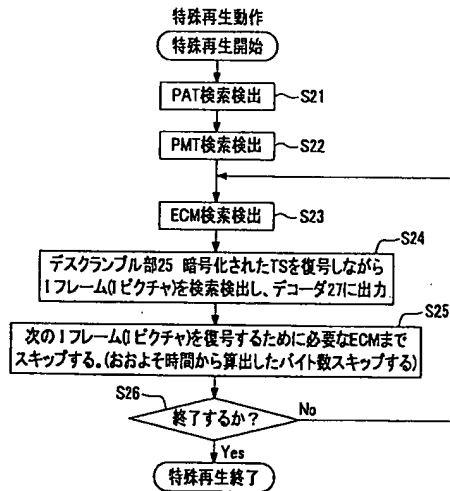 特殊再生動作
特殊再生開始
PAT検索検出
S21
PMT検索検出
S22
ECM検索検出
S23
S24
デスクランブル部25 暗号化されたTSを復号しながら
Iフレーム(Iピクチャ)を検索検出し、デコーダ27に出力
S25
次のIフレーム(Iピクチャ)を復号するために必要なECMまで
スキップする。(おおよそ時間から算出したバイト数スキップする)
S26
終了するか？
No
Yes
特殊再生終了